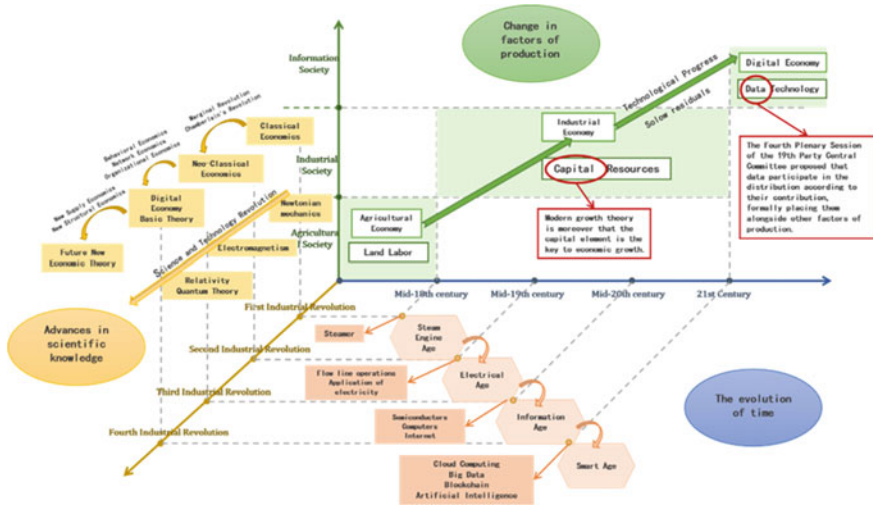 Change in
factors of
production
Information
Society
Industrial
Society
Agricultura
l Society
Digital Economy
Data Technology
Technological Progress
Solow residuals
Industrial
Economy
Capital Resources
Agricultural
Economy
Land Labor
The Fourth Plenary Session
of the 19th Party Central
Committee proposed that
data participate in the
distribution according to
their contribution,
formally placing them
alongside other factors of
production.
Modern growth theory
is moreover that the
capital element is the
key to economic growth.
Marginal Revolution
Chamberlain's Revolution
Classical
Economics
Behavioral Economics
Network Economics
Organizational Economics
Neo-Classical
Economics
New Supply Economics
New Structural Economics
Digital
Economy
Basic Theory
Future New
Economic Theory
Science and Technology Revolution
Newtonian
mechanics
Electromagnetism
Relativity
Quantum Theory
Advances in
scientific
knowledge
Mid-18th century
Mid-19th century
Mid-20th century
21st Century
First Industrial Revolution
Second Industrial Revolution
Third Industrial Revolution
Fourth Industrial Revolution
Steamer
Steam
Engine
Age
Flow line operations
Application of
electricity
Electrical
Age
Semiconductors
Computers
Internet
Information
Age
Cloud Computing
Big Data
Blockchain
Artificial Intelligence
Smart Age
The evolution
of time